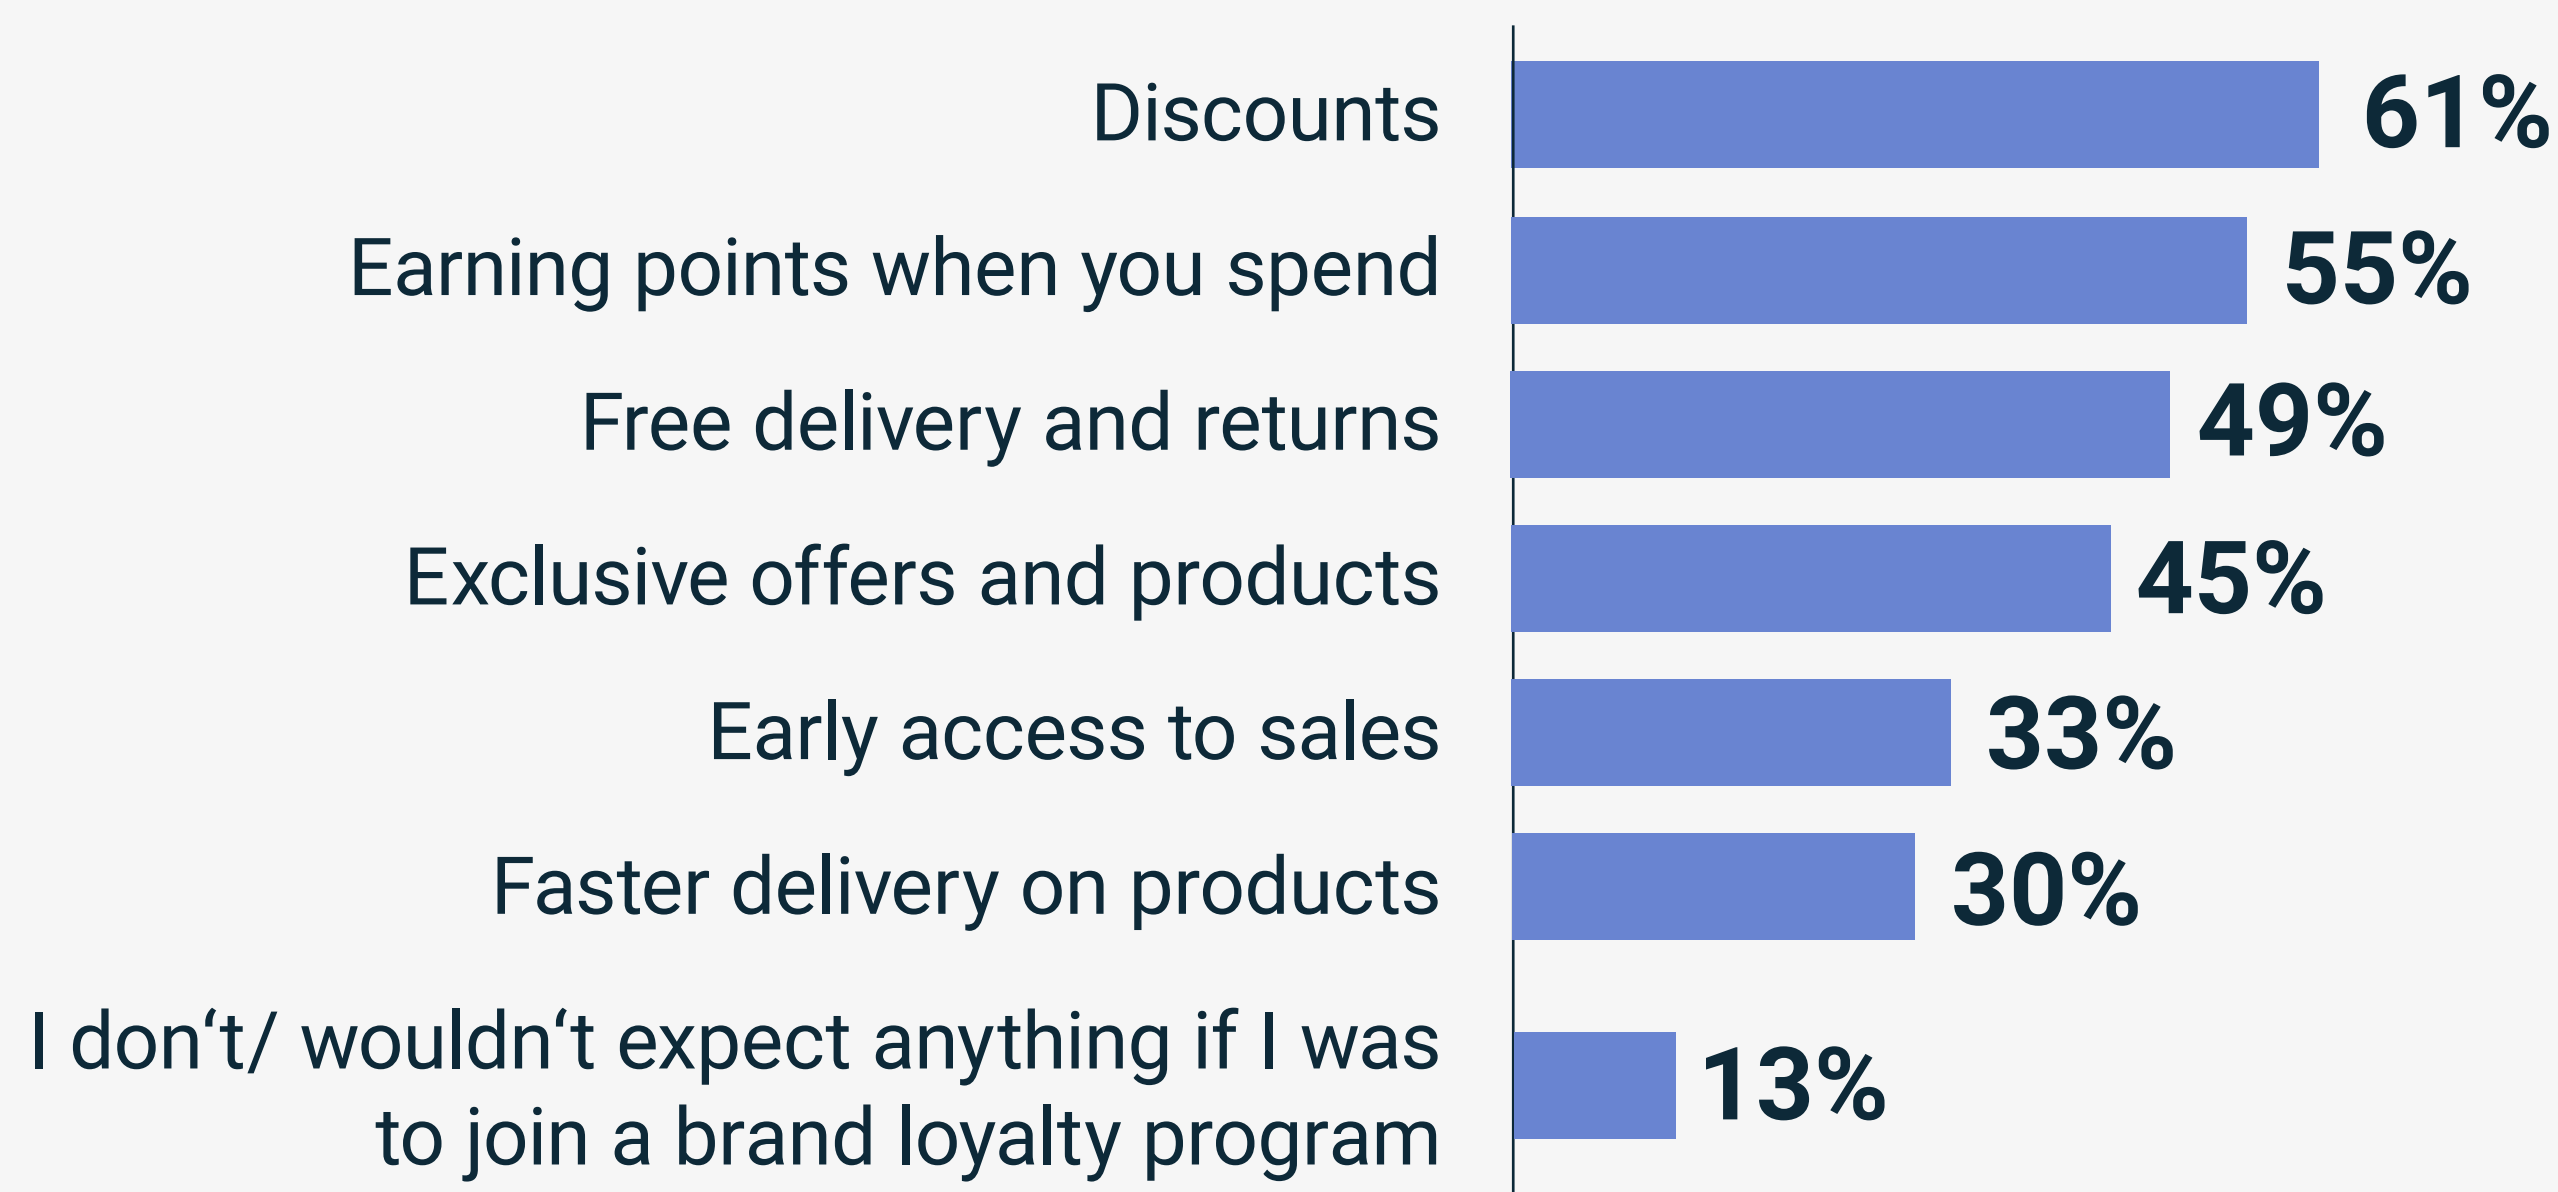 Discounts 61%
Earning points when you spend 55%
Free delivery and returns 49%
Exclusive offers and products 45%
Early access to sales 33%
Faster delivery on products 30%
I don‘t/ wouldn‘t expect anything if I was
to join a brand loyalty program 13%